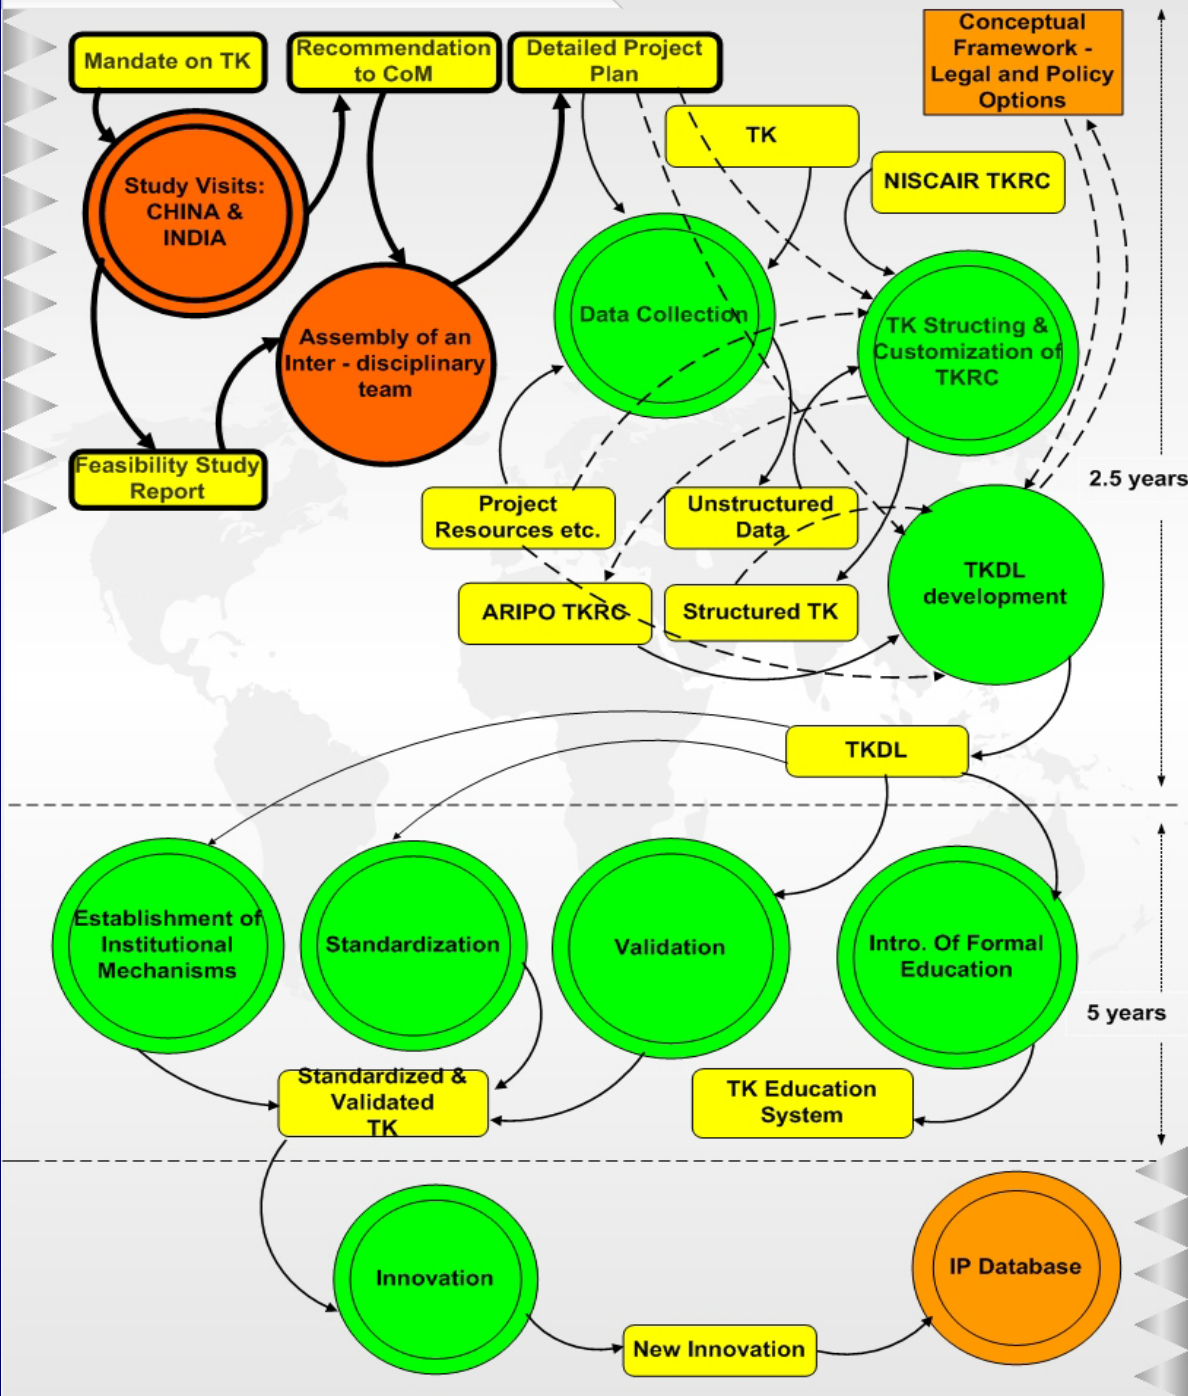 Mandate on TK
Recommendation
to CoM
Detailed Project
Plan
Conceptual
Framework -
Legal and Policy
Options
TK
NISCAIR TKRC
Study Visits:
CHINA &
INDIA
Data Collection
TK Structing &
Customization of
TKRC
Assembly of an
Inter - disciplinary
team
Feasibility Study
Report
2.5 years
Project
Resources etc.
Unstructured
Data
TKDL
development
ARIPO TKRC
Structured TK
TKDL
Establishment of
Institutional
Mechanisms
Standardization
Validation
Intro. Of Formal
Education
5 years
Standardized &
Validated
TK
TK Education
System
Innovation
IP Database
New Innovation